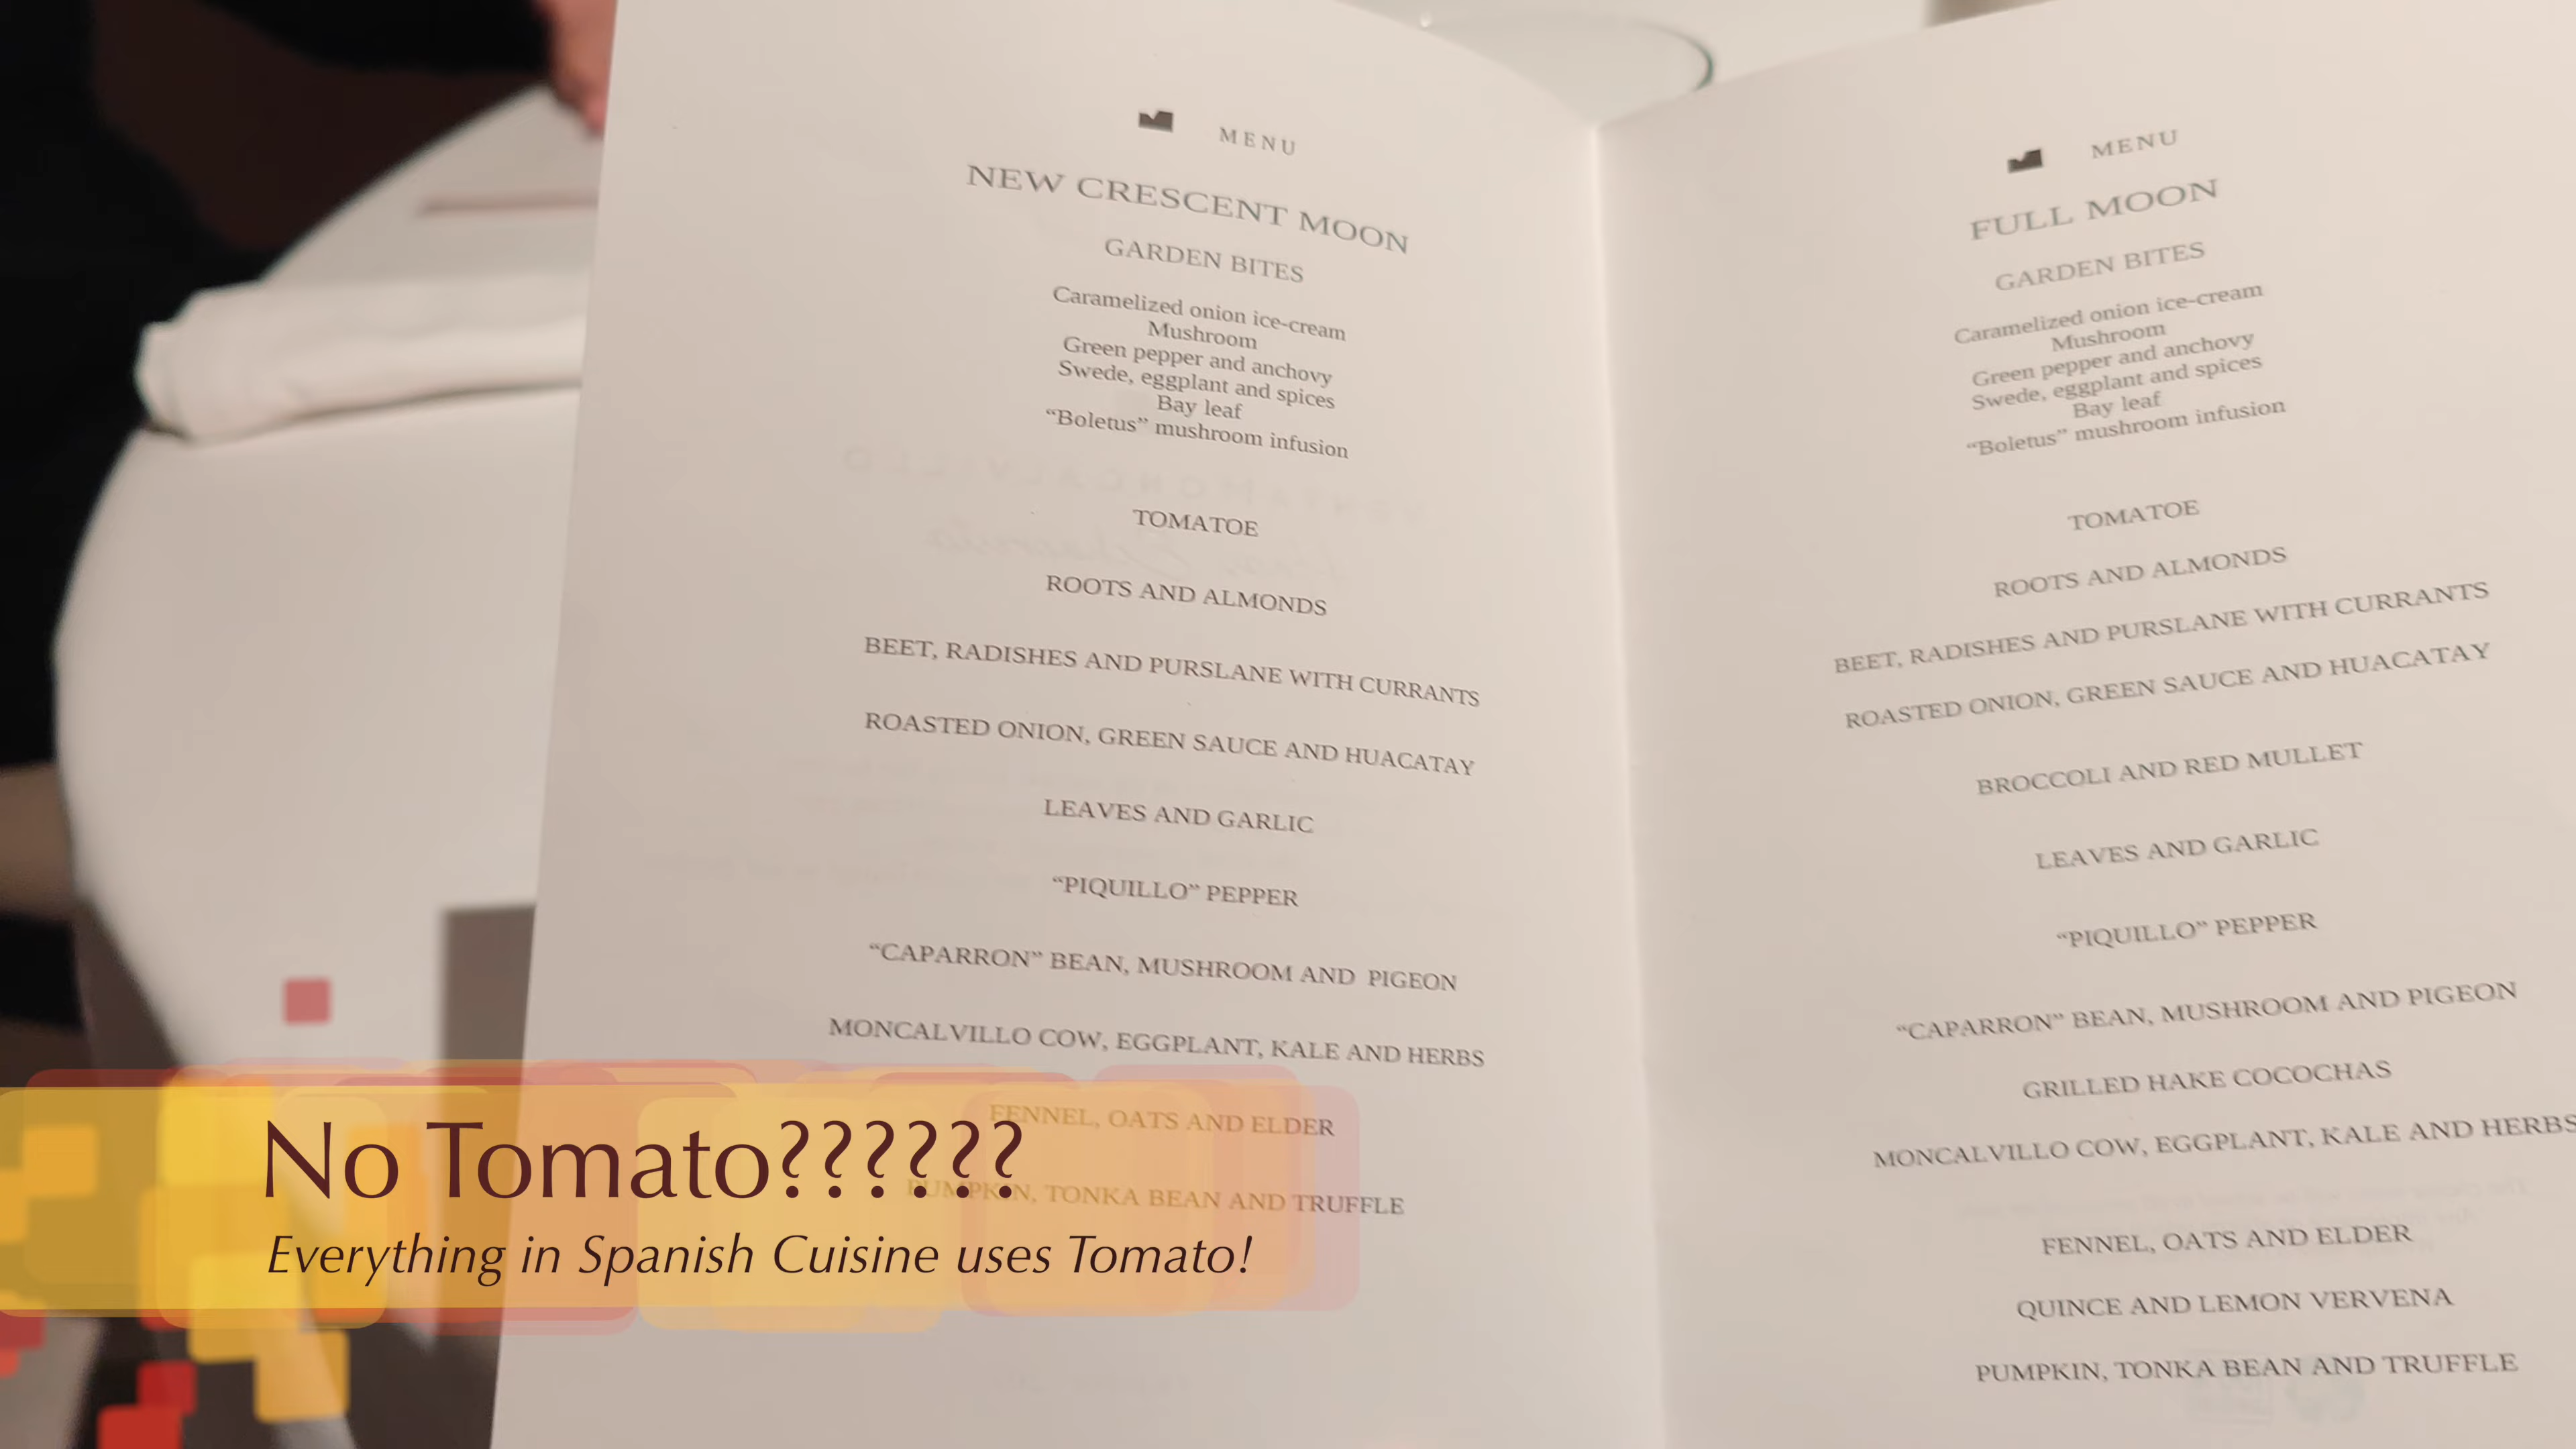 MENU
NEW CRESCENT MOON
GARDEN BITES
Caramelized onion ice-cream
Mushroom
Green pepper and anchovy
Swede, eggplant and spices
Bay leaf
“Boletus” mushroom infusion
TOMATOE
ROOTS AND ALMONDS
BEET, RADISHES AND PURSLANE WITH CURRANTS
ROASTED ONION, GREEN SAUCE AND HUACATAY
LEAVES AND GARLIC
“PIQUILLO” PEPPER
“CAPARRON” BEAN, MUSHROOM AND PIGEON
MONCALVILLO COW, EGGPLANT, KALE AND HERBS
FENNEL, OATS AND ELDER
PUMPKIN, TONKA BEAN AND TRUFFLE
MENU
FULL MOON
GARDEN BITES
Caramelized onion ice-cream
Mushroom
Green pepper and anchovy
Swede, eggplant and spices
Bay leaf
“Boletus” mushroom infusion
TOMATOE
ROOTS AND ALMONDS
BEET, RADISHES AND PURSLANE WITH CURRANTS
ROASTED ONION, GREEN SAUCE AND HUACATAY
BROCCOLI AND RED MULLET
LEAVES AND GARLIC
“PIQUILLO” PEPPER
“CAPARRON” BEAN, MUSHROOM AND PIGEON
GRILLED HAKE COCOCHAS
MONCALVILLO COW, EGGPLANT, KALE AND HERBS
FENNEL, OATS AND ELDER
QUINCE AND LEMON VERVENA
PUMPKIN, TONKA BEAN AND TRUFFLE
No Tomato??????
Everything in Spanish Cuisine uses Tomato!